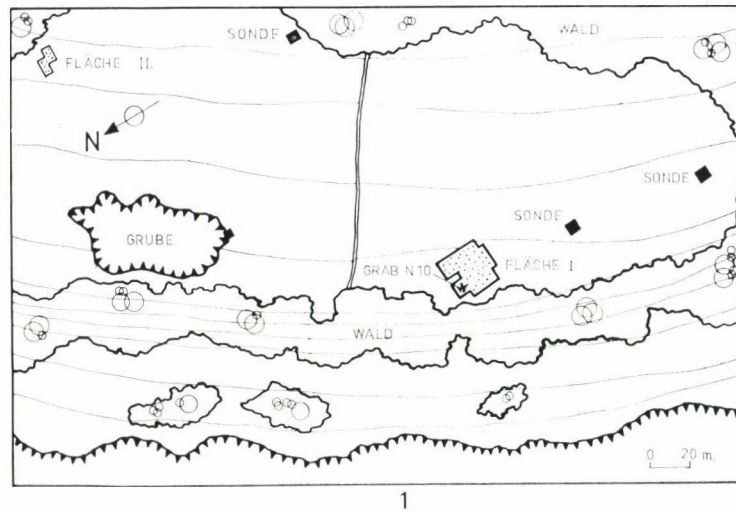 SONDE
WALD
FLÄCHE II.
N
SONDE
SONDE
GRUBE
GRAB N 10
FLÄCHE I
WALD
0 20 m.
1